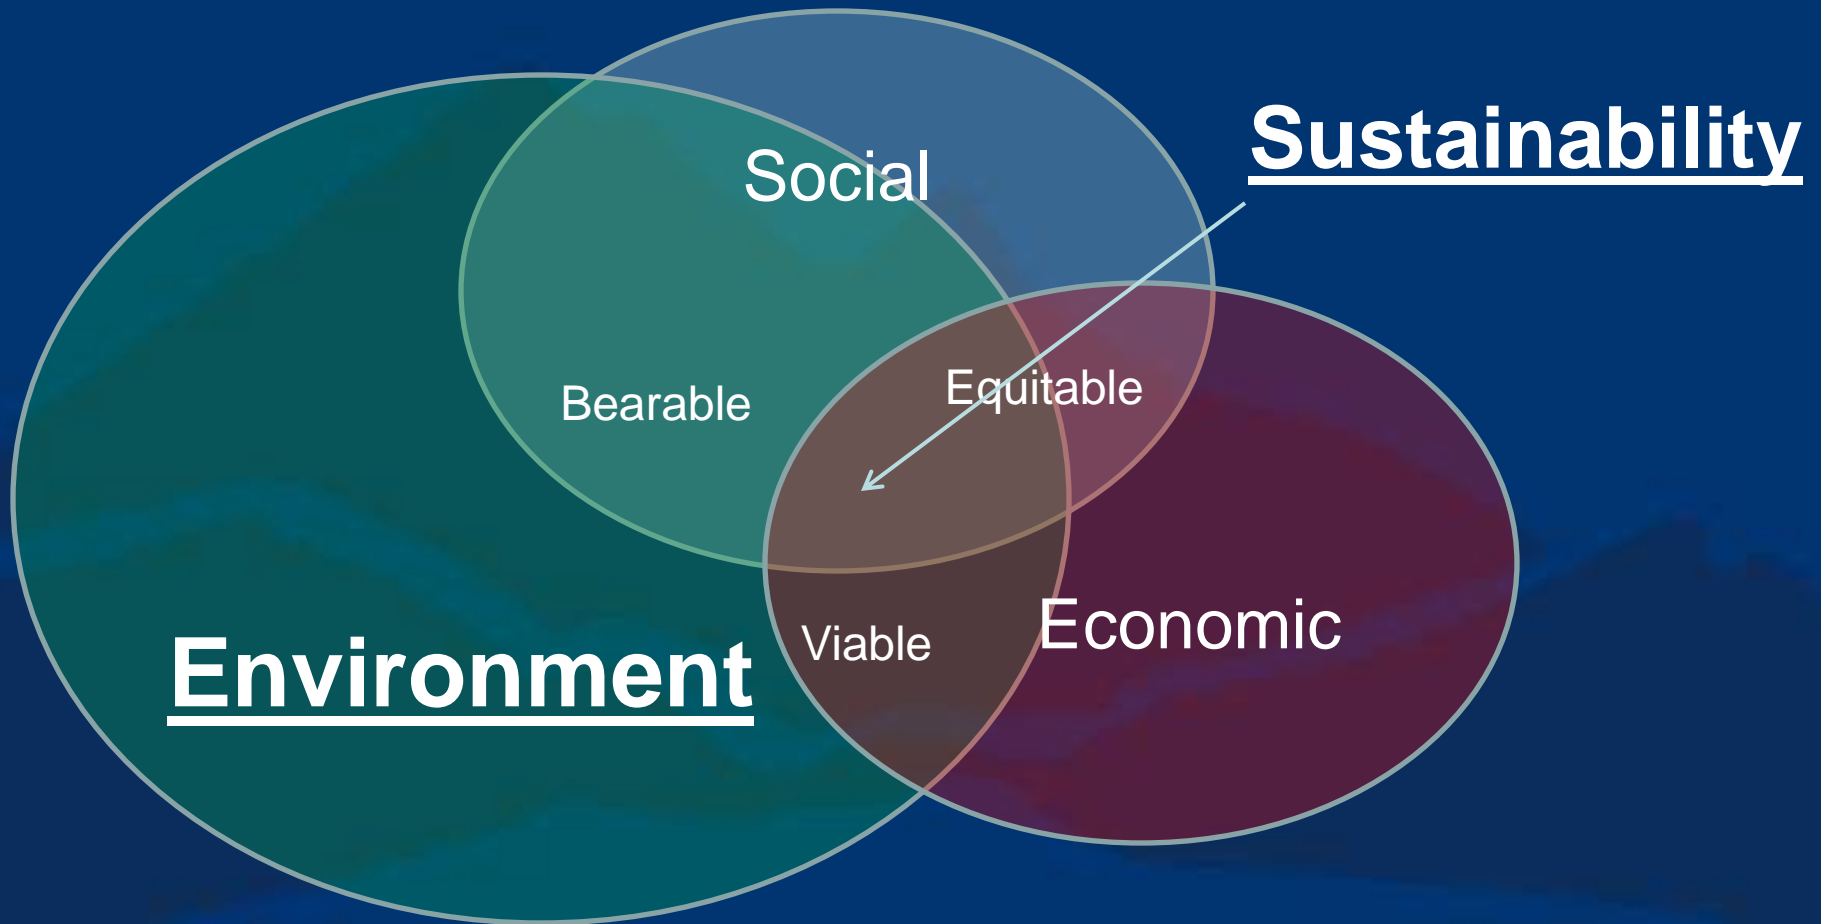 Sustainability
Social
Equitable
Bearable
Economic
Viable
Environment